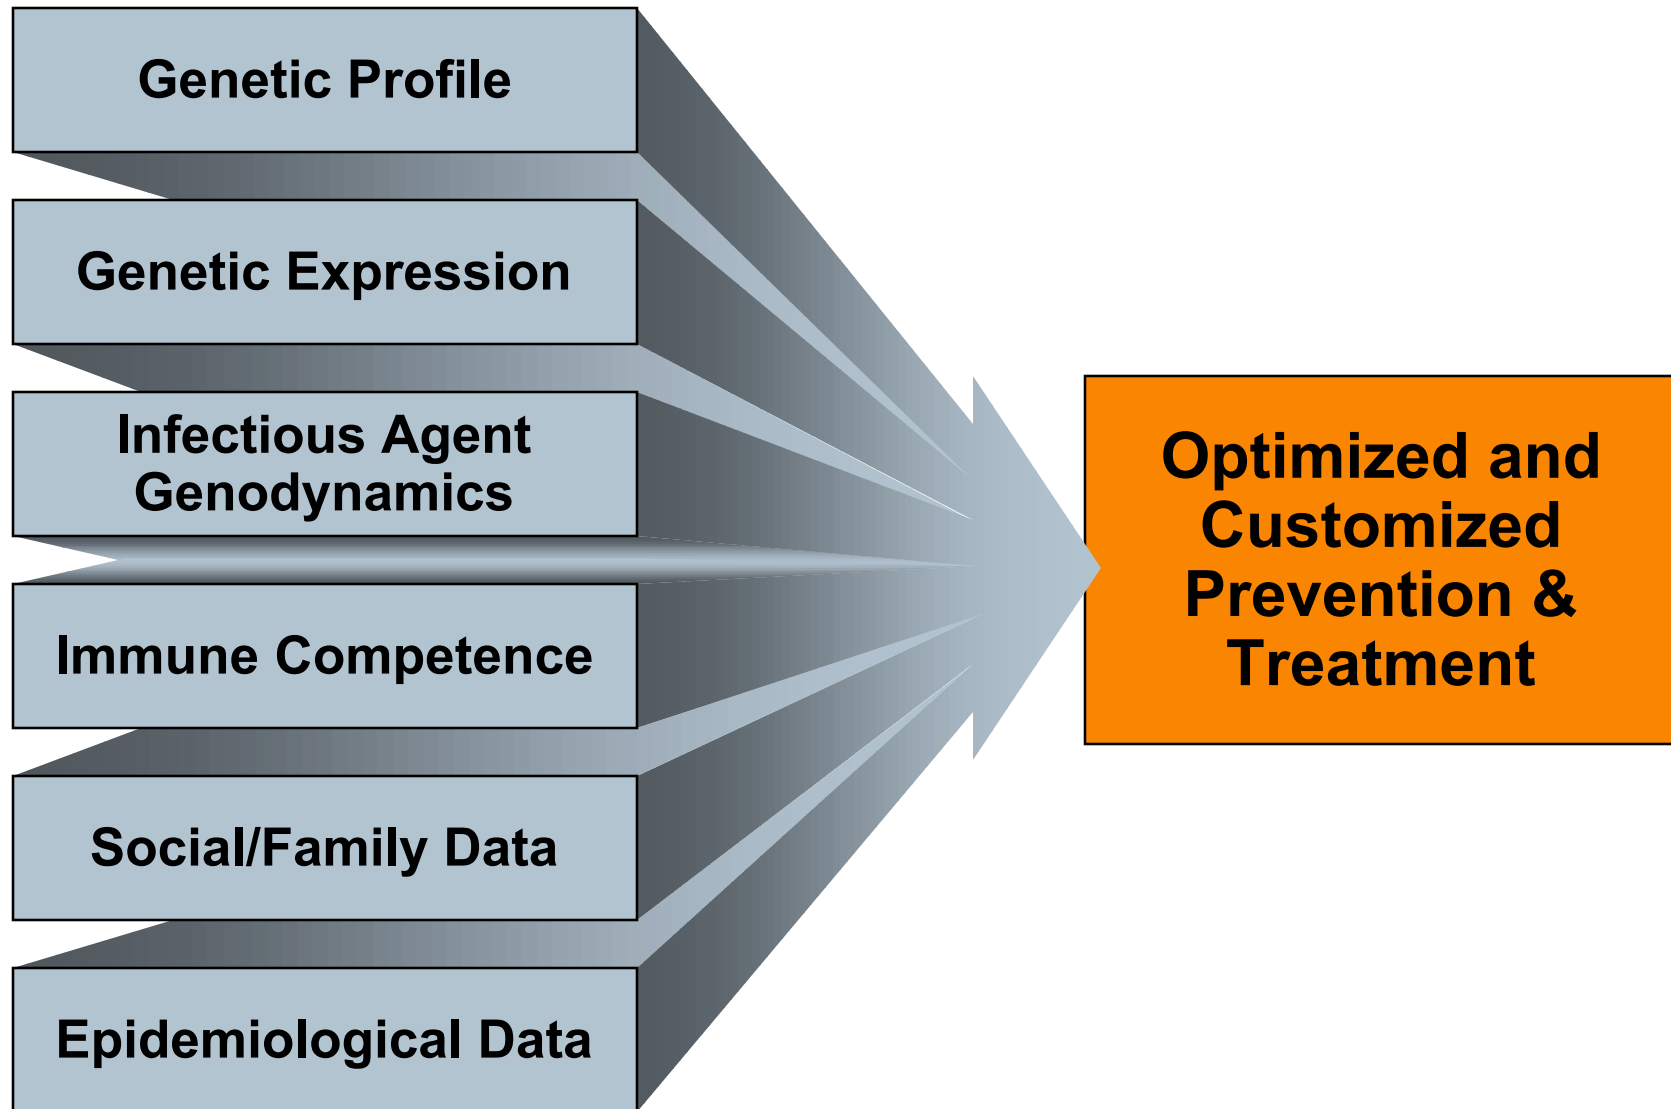 Genetic Profile
Genetic Expression
Infectious Agent
Genodynamics
Immune Competence
Social/Family Data
Epidemiological Data
Optimized and
Customized
Prevention &
Treatment